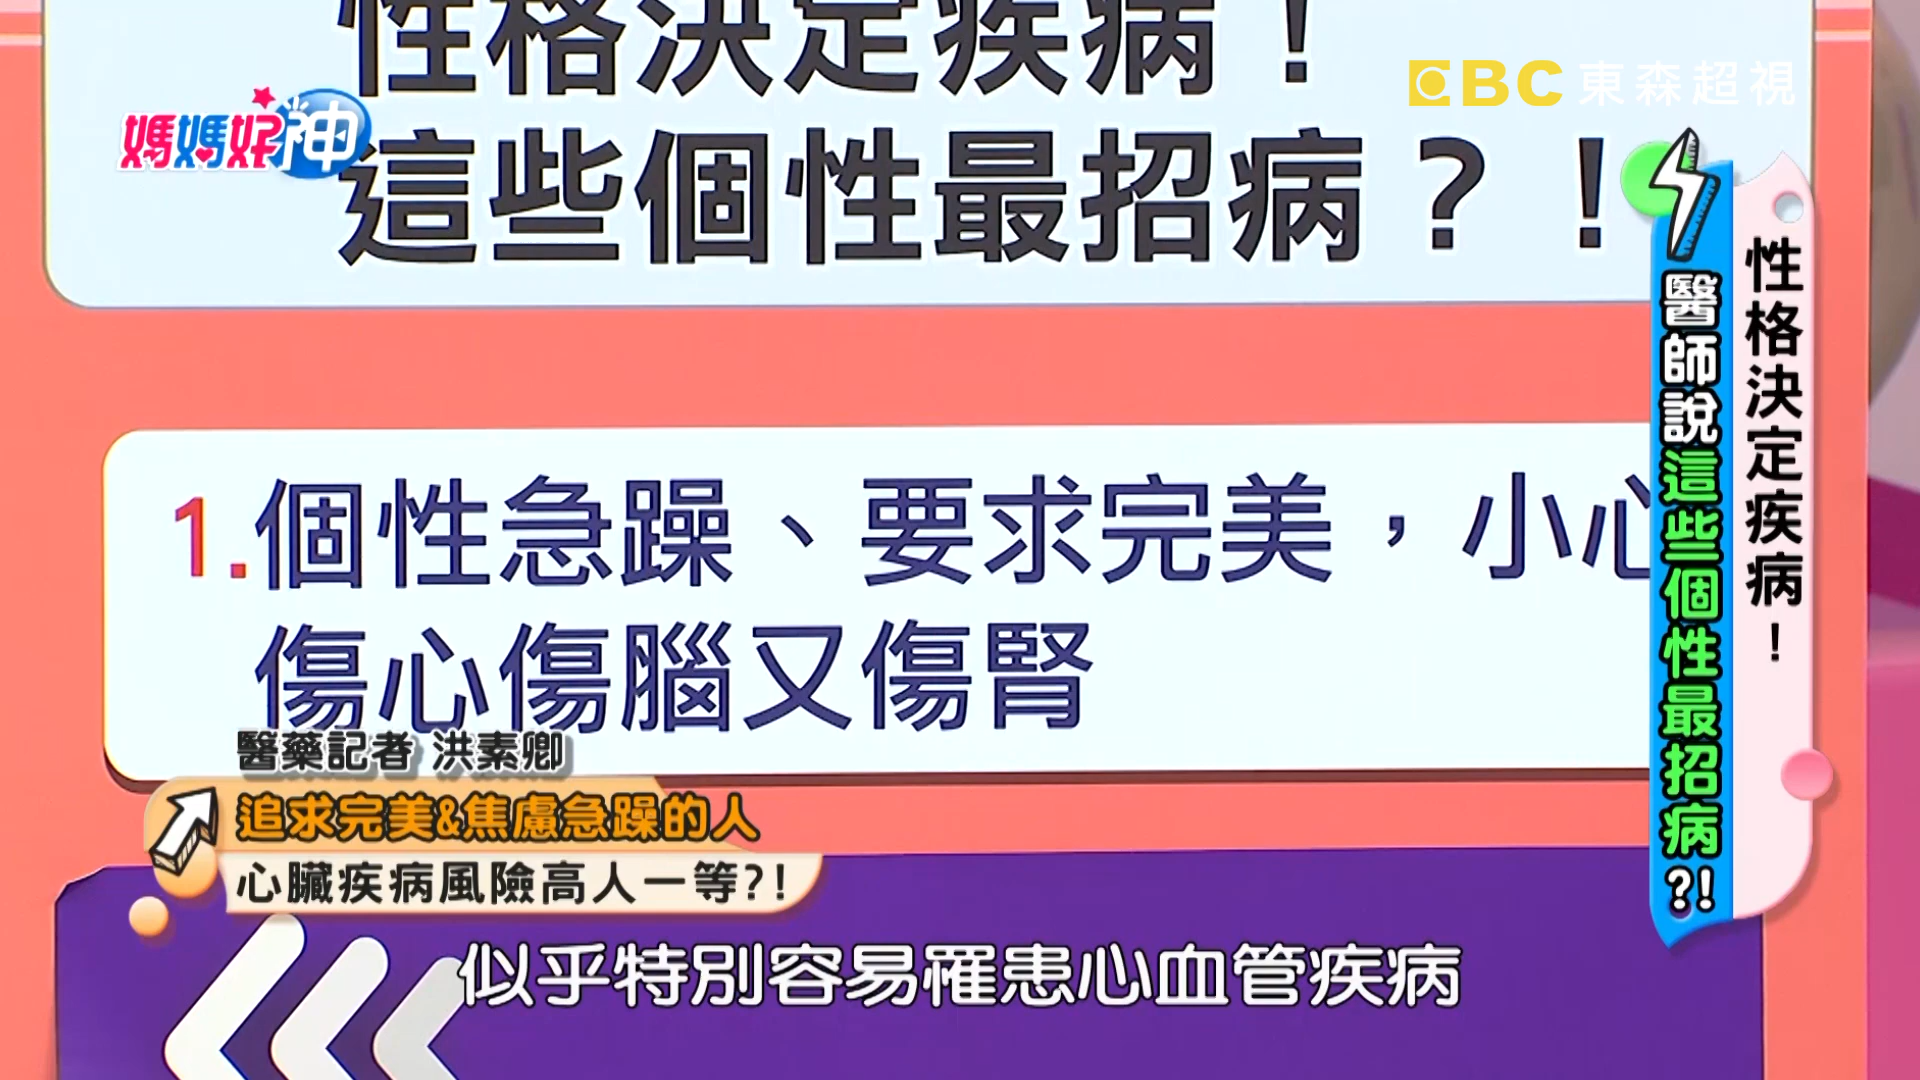 性格決定疾病！
EBC 東森超視
媽媽好神
這些個性最招病？！
性格決定疾病！
醫師說這些個性最招病?!
1.個性急躁、要求完美，小心
傷心傷腦又傷腎
醫藥記者 洪素卿
追求完美&焦慮急躁的人
心臟疾病風險高人一等?!
似乎特別容易罹患心血管疾病